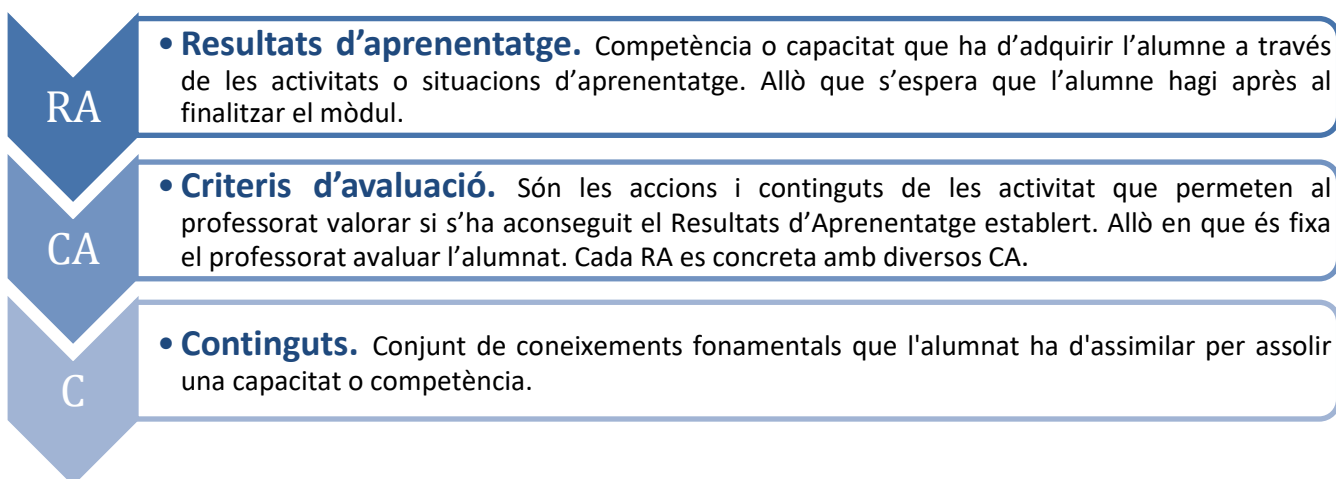 RA
• Resultats d’aprenentatge. Competència o capacitat que ha d’adquirir l’alumne a través
de les activitats o situacions d’aprenentatge. Allò que s’espera que l’alumne hagi après al
finalitzar el mòdul.
CA
• Criteris d’avaluació. Són les accions i continguts de les activitat que permeten al
professorat valorar si s’ha aconseguit el Resultats d’Aprenentatge establert. Allò en que és fixa
el professorat avaluar l’alumnat. Cada RA es concreta amb diversos CA.
C
• Continguts. Conjunt de coneixements fonamentals que l'alumnat ha d'assimilar per assolir
una capacitat o competència.